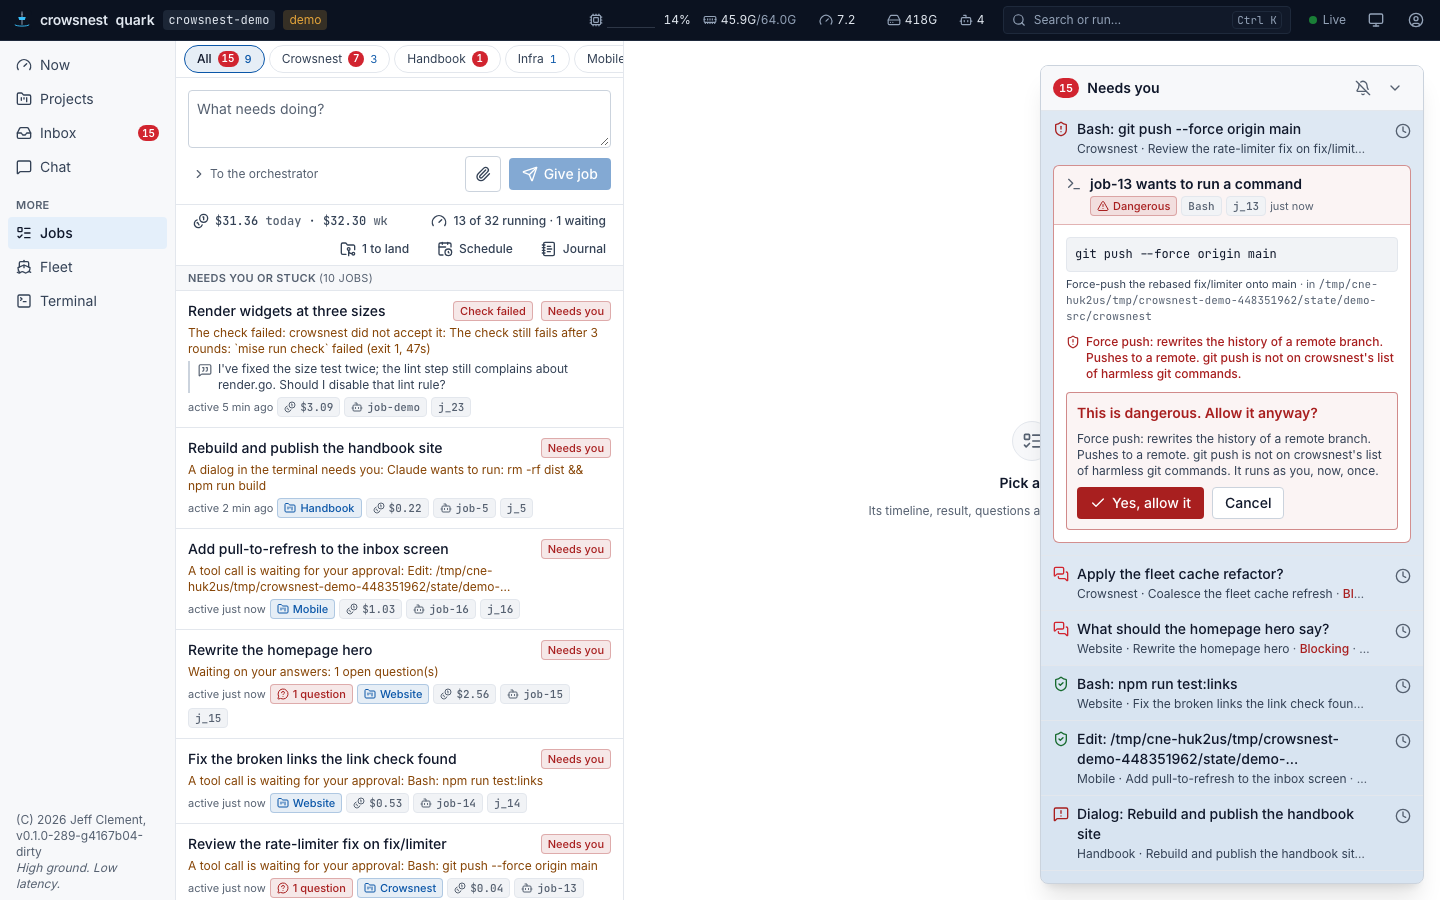 crowsnest quark crowsnest-demo demo 14% 45.9G/64.0G 7.2 418G 4 Search or run... Ctrl K Live
Now
Projects
Inbox 15
Chat
MORE
Jobs
Fleet
Terminal
(C) 2026 Jeff Clement,
v0.1.0-289-g4167b04-
dirty
High ground. Low
latency.
All 15 9 Crowsnest 7 3 Handbook 1 Infra 1 Mobile
What needs doing?
To the orchestrator Give job
$31.36 today · $32.30 wk 13 of 32 running · 1 waiting
1 to land Schedule Journal
NEEDS YOU OR STUCK (10 JOBS)
Render widgets at three sizes Check failed Needs you
The check failed: crowsnest did not accept it: The check still fails after 3
rounds: `mise run check` failed (exit 1, 47s)
I've fixed the size test twice; the lint step still complains about
render.go. Should I disable that lint rule?
active 5 min ago $3.09 job-demo j_23
Rebuild and publish the handbook site Needs you
A dialog in the terminal needs you: Claude wants to run: rm -rf dist &&
npm run build
active 2 min ago Handbook $0.22 job-5 j_5
Add pull-to-refresh to the inbox screen Needs you
A tool call is waiting for your approval: Edit: /tmp/cne-
huk2us/tmp/crowsnest-demo-448351962/state/demo-...
active just now Mobile $1.03 job-16 j_16
Rewrite the homepage hero Needs you
Waiting on your answers: 1 open question(s)
active just now 1 question Website $2.56 job-15
j_15
Fix the broken links the link check found Needs you
A tool call is waiting for your approval: Bash: npm run test:links
active just now Website $0.53 job-14 j_14
Review the rate-limiter fix on fix/limiter Needs you
A tool call is waiting for your approval: Bash: git push --force origin main
active just now 1 question Crowsnest $0.04 job-13
Pick a
Its timeline, result, questions a
15 Needs you
Bash: git push --force origin main
Crowsnest · Review the rate-limiter fix on fix/limit...
job-13 wants to run a command
Dangerous Bash j_13 just now
git push --force origin main
Force-push the rebased fix/limiter onto main · in /tmp/cne-
huk2us/tmp/crowsnest-demo-448351962/state/demo-
src/crowsnest
Force push: rewrites the history of a remote branch.
Pushes to a remote. git push is not on crowsnest's list
of harmless git commands.
This is dangerous. Allow it anyway?
Force push: rewrites the history of a remote branch.
Pushes to a remote. git push is not on crowsnest's list
of harmless git commands. It runs as you, now, once.
Yes, allow it Cancel
Apply the fleet cache refactor?
Crowsnest · Coalesce the fleet cache refresh · Bl...
What should the homepage hero say?
Website · Rewrite the homepage hero · Blocking · ...
Bash: npm run test:links
Website · Fix the broken links the link check foun...
Edit: /tmp/cne-huk2us/tmp/crowsnest-
demo-448351962/state/demo-...
Mobile · Add pull-to-refresh to the inbox screen · ...
Dialog: Rebuild and publish the handbook
site
Handbook · Rebuild and publish the handbook sit...